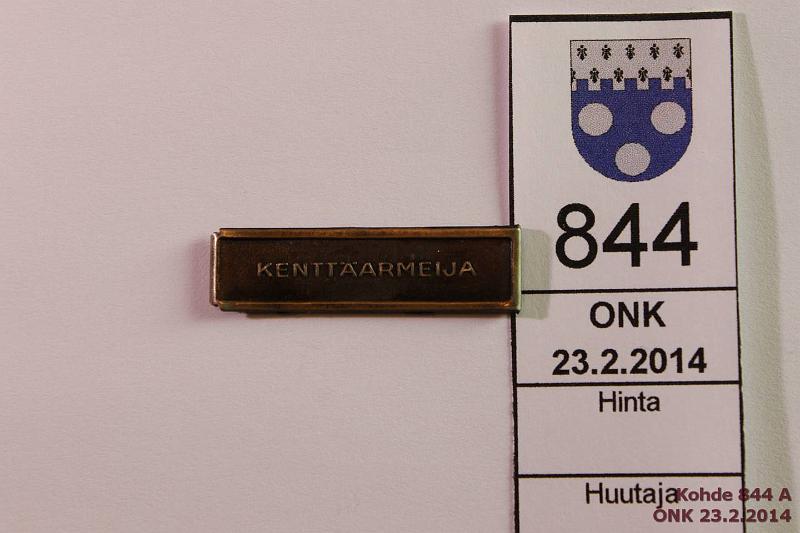 KENTTÄARMEIJA
844
ONK
23.2.2014
Hinta
Huutaja
Kohde 844 A
ONK 23.2.2014